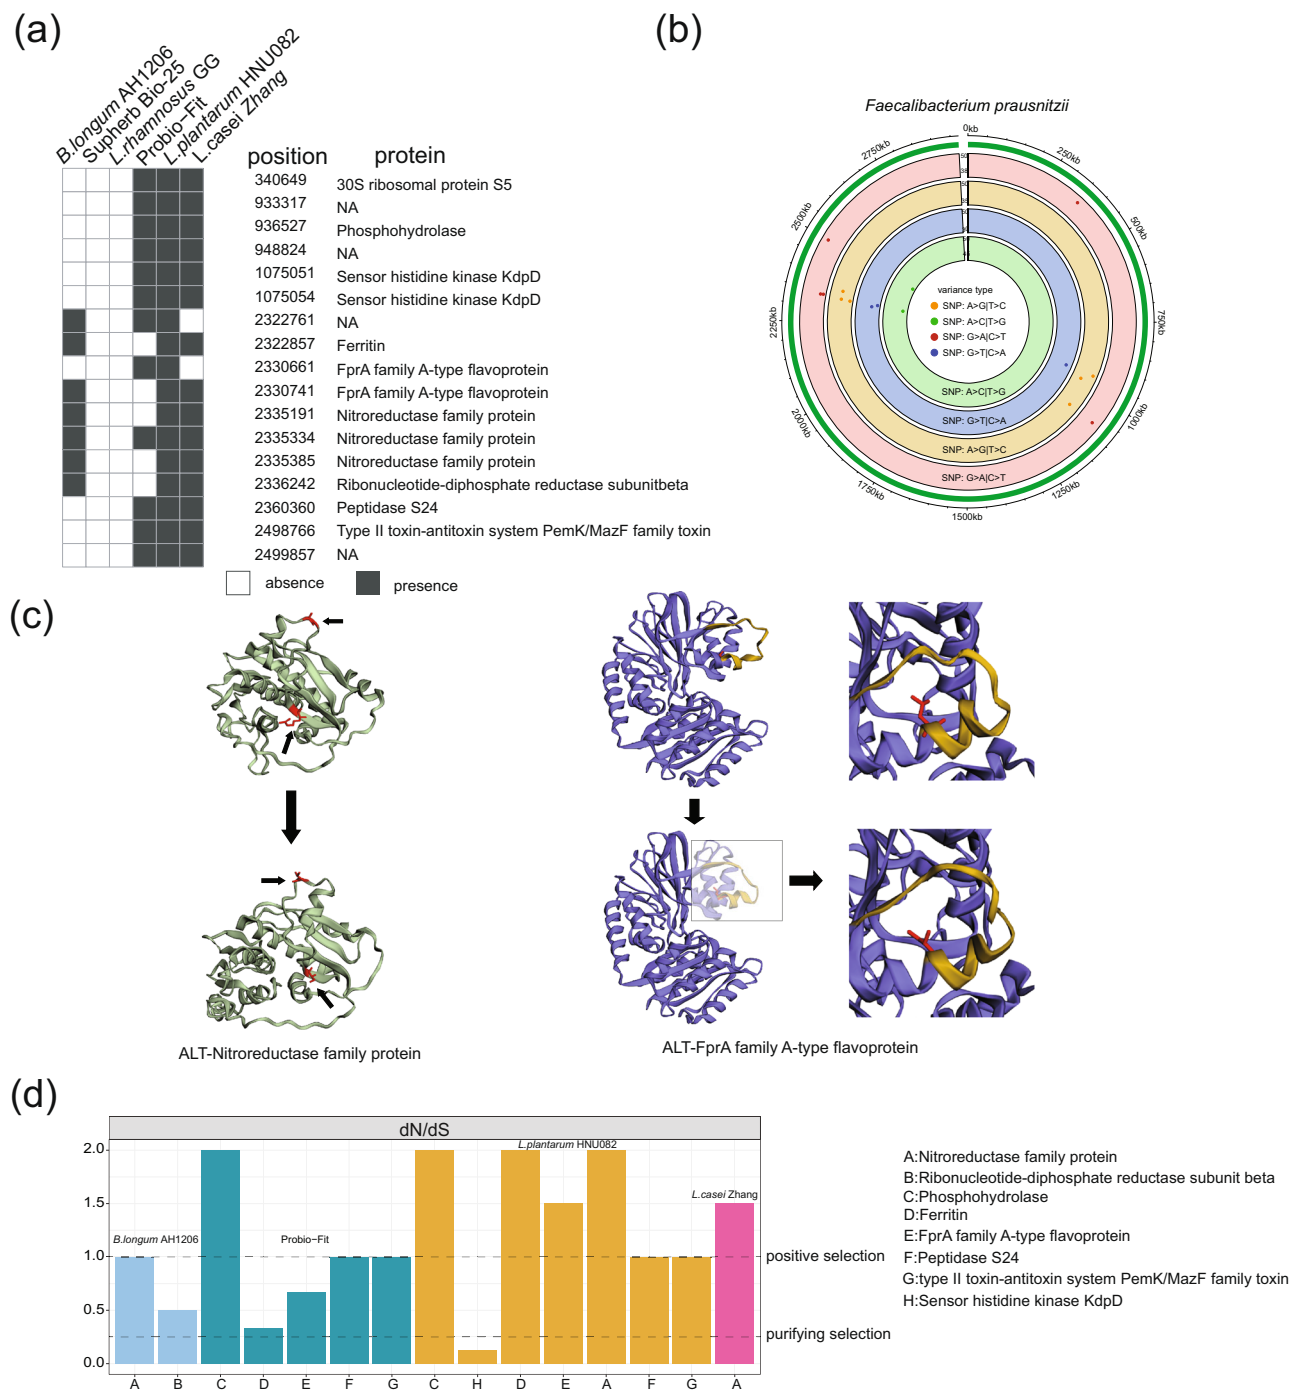 (a)
B.longum AH1206
Supherb Bio-25
L.rhamnosus GG
Probio-Fit
L.plantarum HNU082
L.casei Zhang
position protein
340649 30S ribosomal protein S5
933317 NA
936527 Phosphohydrolase
948824 NA
1075051 Sensor histidine kinase KdpD
1075054 Sensor histidine kinase KdpD
2322761 NA
2322857 Ferritin
2330661 FprA family A-type flavoprotein
2330741 FprA family A-type flavoprotein
2335191 Nitroreductase family protein
2335334 Nitroreductase family protein
2335385 Nitroreductase family protein
2336242 Ribonucleotide-diphosphate reductase subunitbeta
2360360 Peptidase S24
2498766 Type II toxin-antitoxin system PemK/MazF family toxin
2499857 NA
absence presence
(b)
Faecalibacterium prausnitzii
0kb
250kb
500kb
750kb
1000kb
1250kb
1500kb
1750kb
2000kb
2250kb
2500kb
2750kb
variance type
SNP: A>G|T>C
SNP: A>C|T>G
SNP: G>A|C>T
SNP: G>T|C>A
SNP: A>C|T>G
SNP: G>T|C>A
SNP: A>G|T>C
SNP: G>A|C>T
(c)
ALT-Nitroreductase family protein
ALT-FprA family A-type flavoprotein
(d)
dN/dS
2.0
1.5
1.0
0.5
0.0
B.longum AH1206
Probio-Fit
L.plantarum HNU082
L.casei Zhang
positive selection
purifying selection
A B C D E F G C H D E A F G A
A:Nitroreductase family protein
B:Ribonucleotide-diphosphate reductase subunit beta
C:Phosphohydrolase
D:Ferritin
E:FprA family A-type flavoprotein
F:Peptidase S24
G:type II toxin-antitoxin system PemK/MazF family toxin
H:Sensor histidine kinase KdpD